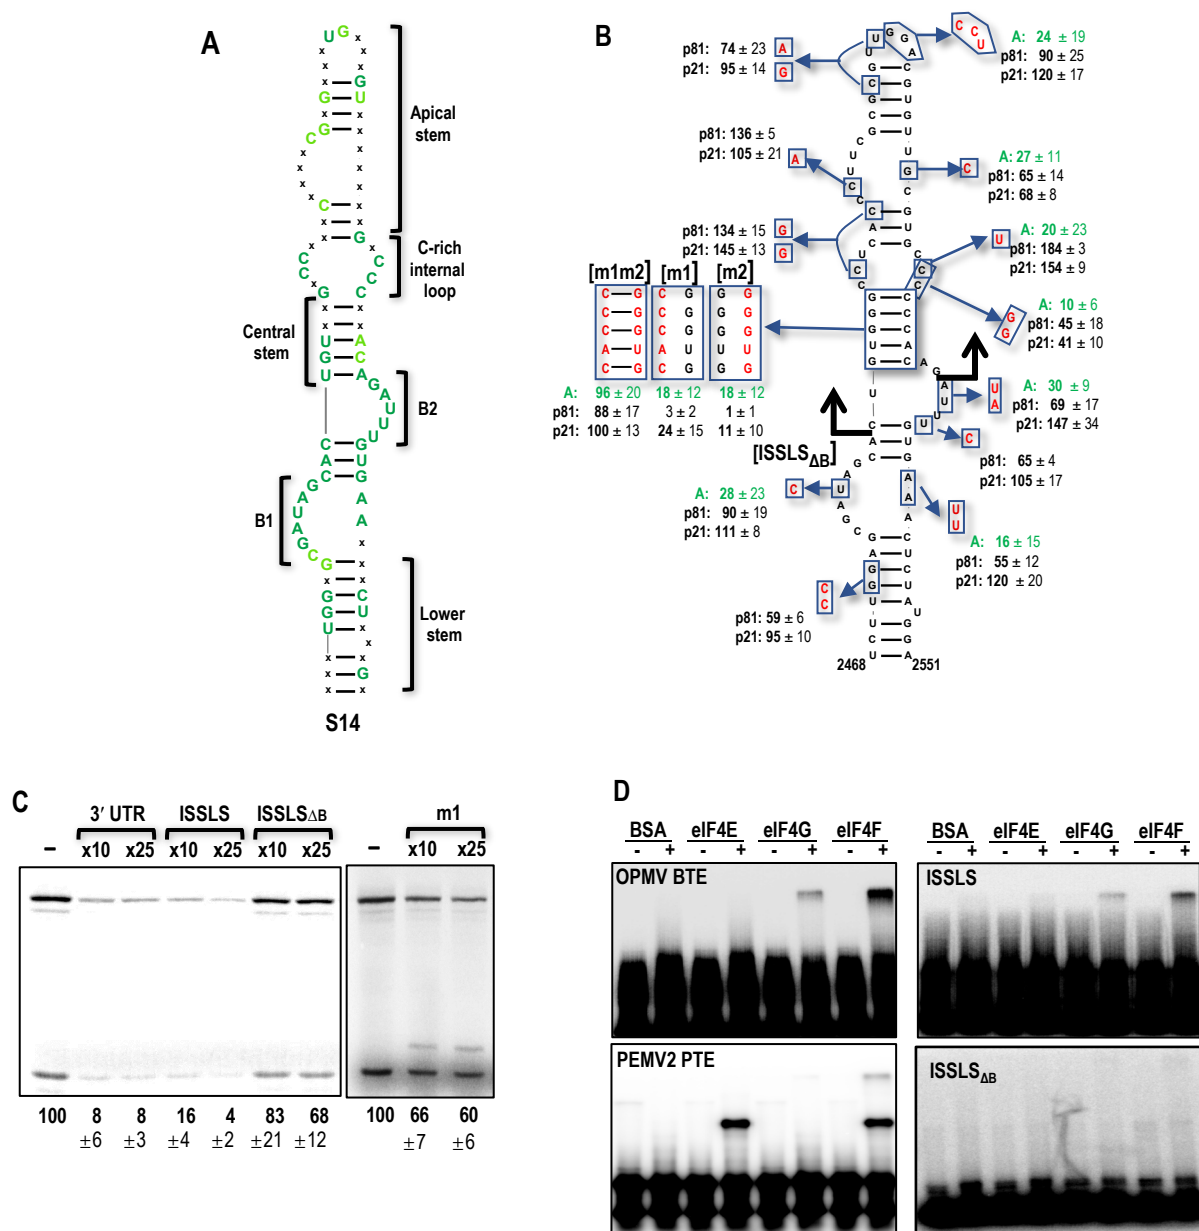 A
U G
x x G
x x U
G x
x G x
C
C x
x G
C C C x
C C
G C
x x
U A
G C
U A
G
A
U
U
U
C G
A U
C G
G A
A A
U
A
G
C G
x x
G C
G U
U x
x G
x x
Apical
stem
C-rich
internal
loop
Central
stem
B2
B1
Lower
stem
S14
B
p81: 74 ± 23 A
p21: 95 ± 14 G
U G G A
C C U
A: 24 ± 19
p81: 90 ± 25
p21: 120 ± 17
p81: 136 ± 5
p21: 105 ± 21 A
C
A: 27 ± 11
p81: 65 ± 14
p21: 68 ± 8
p81: 134 ± 15 G
p21: 145 ± 13 G
U
A: 20 ± 23
p81: 184 ± 3
p21: 154 ± 9
[m1m2] [m1] [m2]
C G C G G G
C G C G G G
C G C G G G
A U A U G U
C G C G G G
A: 96 ± 20 18 ± 12 18 ± 12
p81: 88 ± 17 3 ± 2 1 ± 1
p21: 100 ± 13 24 ± 15 11 ± 10
G G
A: 10 ± 6
p81: 45 ± 18
p21: 41 ± 10
U A
A: 30 ± 9
p81: 69 ± 17
p21: 147 ± 34
C
p81: 65 ± 4
p21: 105 ± 17
[ISSLSΔB]
A: 28 ± 23
p81: 90 ± 19
p21: 111 ± 8
C
U U
A: 16 ± 15
p81: 55 ± 12
p21: 120 ± 20
C C
p81: 59 ± 6
p21: 95 ± 10
2468 U A 2551
C
3′ UTR ISSLS ISSLSΔB m1
– x10 x25 x10 x25 x10 x25 – x10 x25
100 8 8 16 4 83 68 100 66 60
±6 ±3 ±4 ±2 ±21 ±12 ±7 ±6
D
BSA eIF4E eIF4G eIF4F
- + - + - + - +
OPMV BTE
PEMV2 PTE
BSA eIF4E eIF4G eIF4F
- + - + - + - +
ISSLS
ISSLSΔB